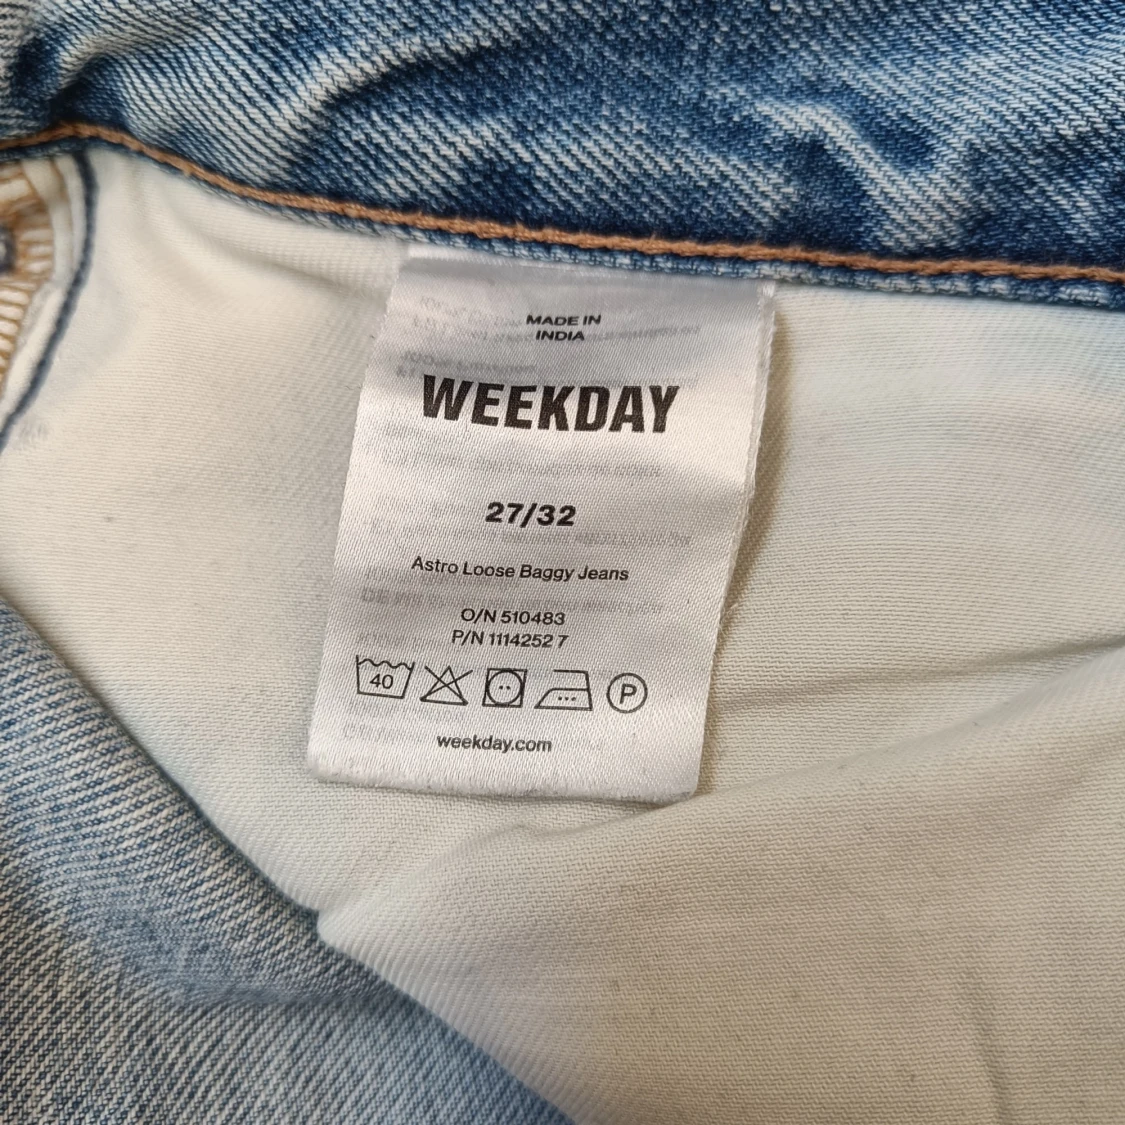 MADE IN
INDIA
WEEKDAY
27/32
Astro Loose Baggy Jeans
O/N 510483
P/N 1114252 7
40
P
weekday.com